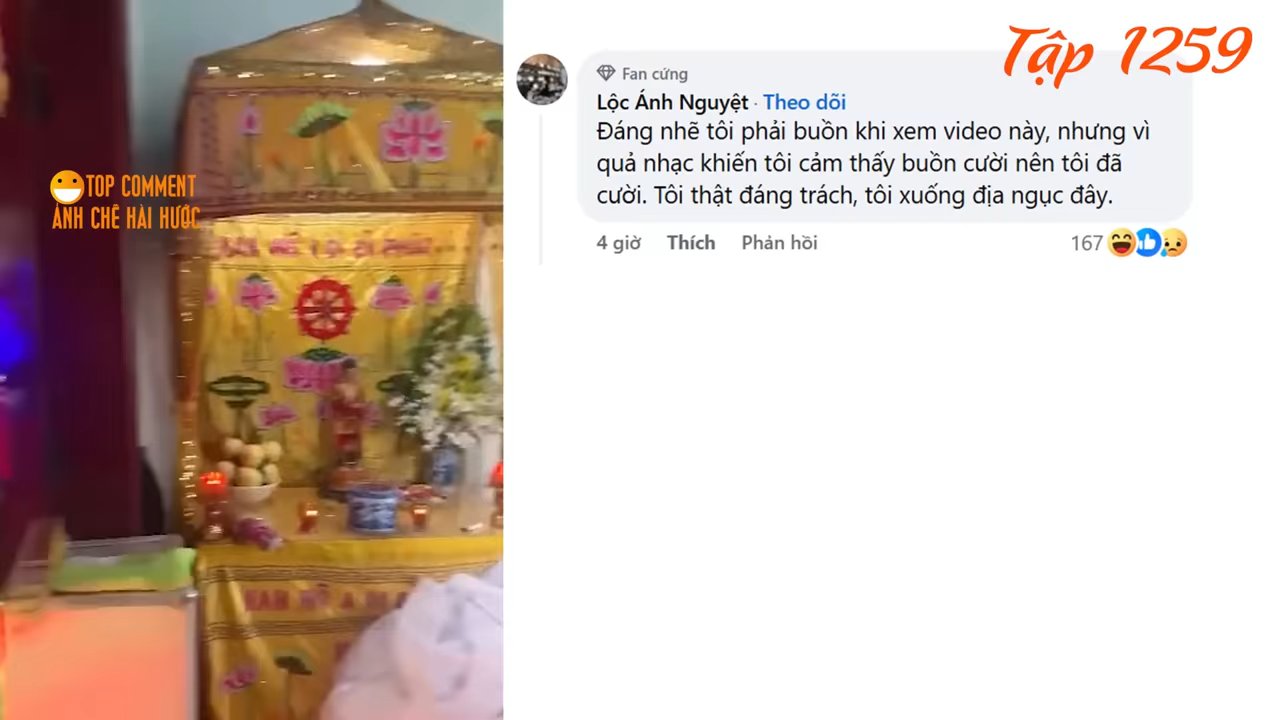 Tập 1259
TOP COMMENT
ẢNH CHẾ HÀI HƯỚC
Fan cứng
Lộc Ánh Nguyệt · Theo dõi
Đáng nhẽ tôi phải buồn khi xem video này, nhưng vì
quả nhạc khiến tôi cảm thấy buồn cười nên tôi đã
cười. Tôi thật đáng trách, tôi xuống địa ngục đây.
4 giờ Thích Phản hồi 167